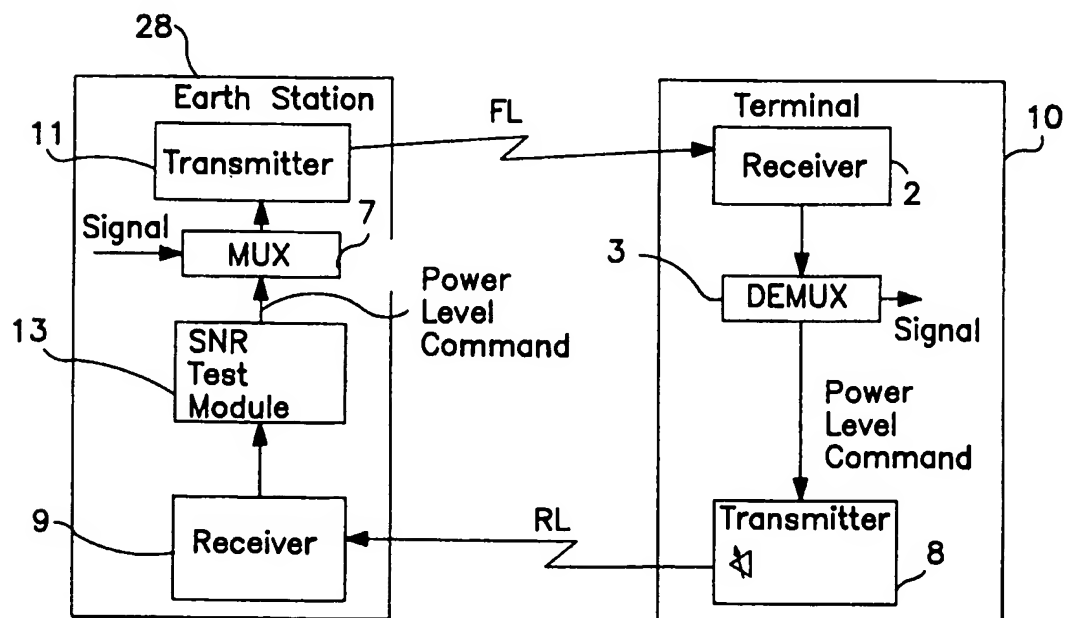 28
Earth Station
11
Transmitter
FL
Terminal
10
Receiver
2
Signal
7
MUX
3
DEMUX
Signal
Power
Level
Command
13
SNR
Test
Module
Power
Level
Command
9
Receiver
RL
Transmitter
8